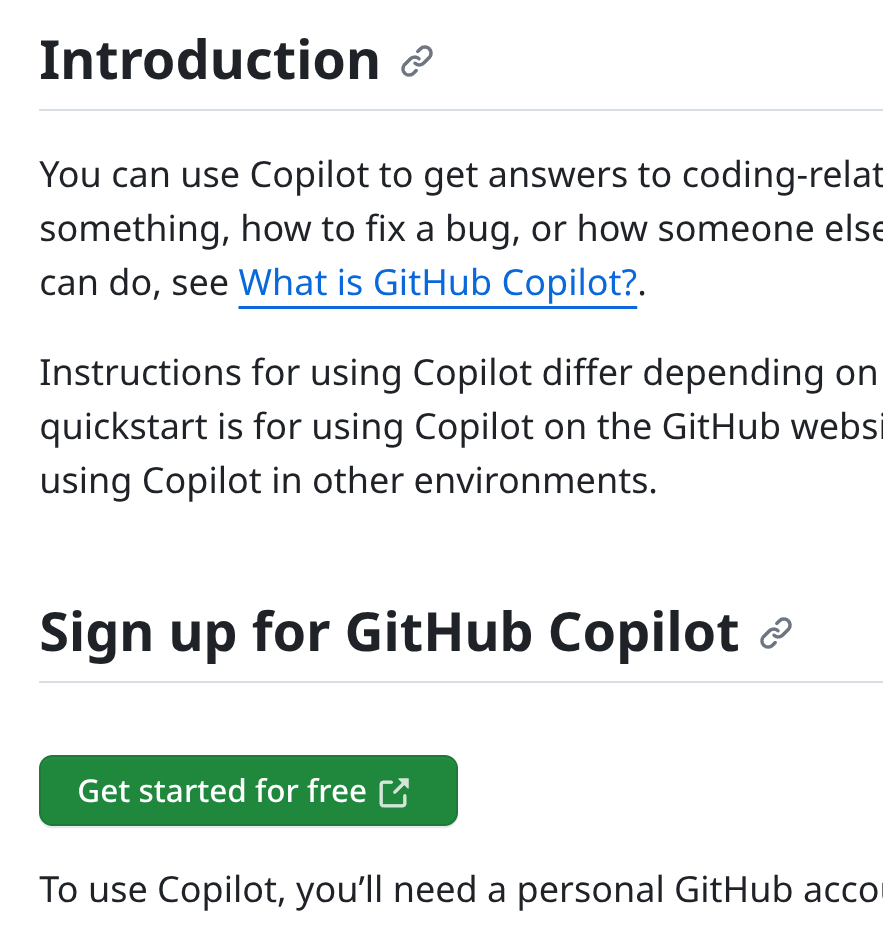 Introduction
You can use Copilot to get answers to coding-relat
something, how to fix a bug, or how someone else
can do, see What is GitHub Copilot?.
Instructions for using Copilot differ depending on
quickstart is for using Copilot on the GitHub websi
using Copilot in other environments.
Sign up for GitHub Copilot
Get started for free
To use Copilot, you’ll need a personal GitHub accou